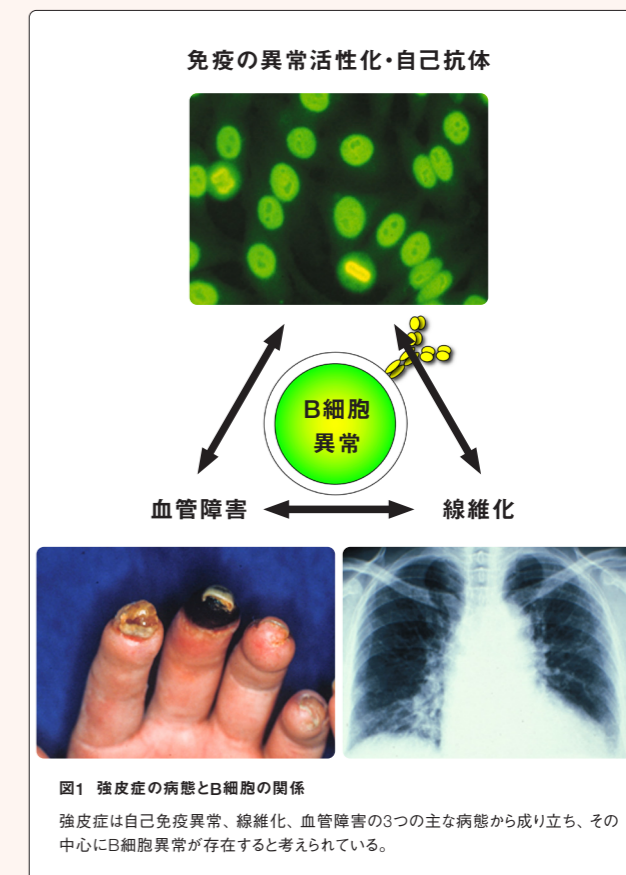 免疫の異常活性化・自己抗体
B細胞
異常
血管障害
線維化
図1 強皮症の病態とB細胞の関係
強皮症は自己免疫異常、線維化、血管障害の3つの主な病態から成り立ち、その
中心にB細胞異常が存在すると考えられている。